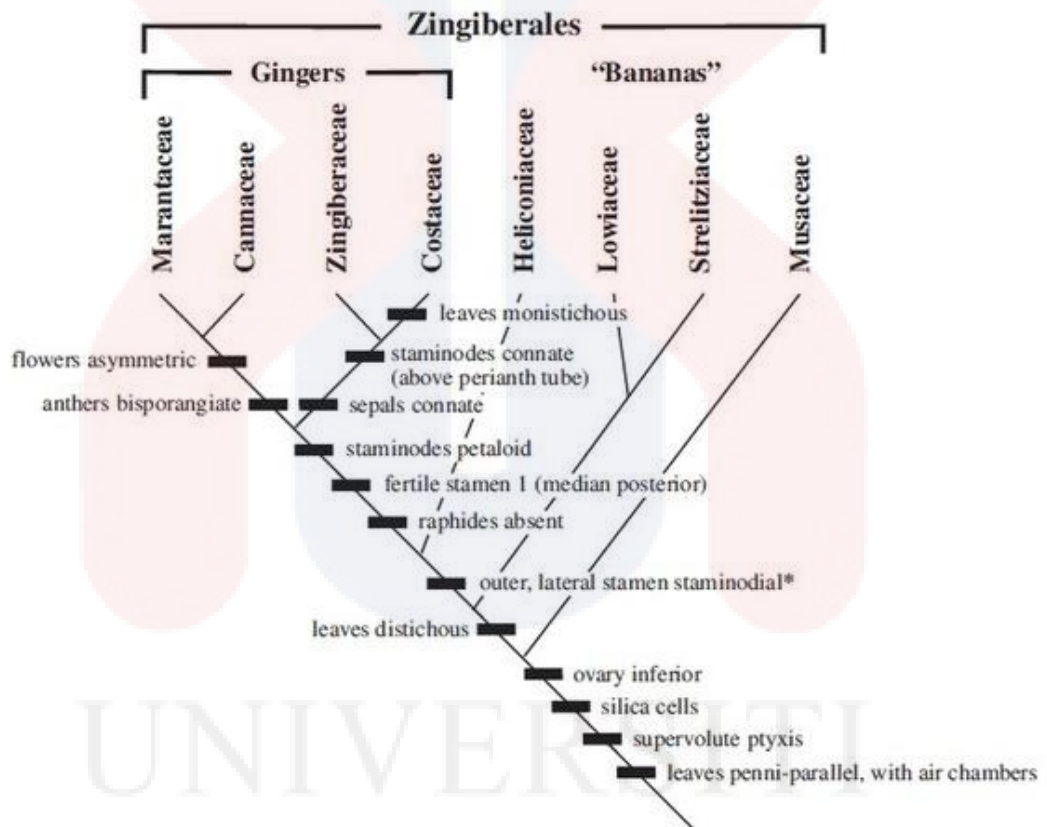 Zingiberales
Gingers
“Bananas”
Marantaceae
Cannaceae
Zingiberaceae
Costaceae
Heliconiaceae
Lowiaceae
Strelitziaceae
Musaceae
leaves monistichous
flowers asymmetric
staminodes connate
(above perianth tube)
anthers bisporangiate
sepals connate
staminodes petaloid
fertile stamen 1 (median posterior)
raphides absent
outer, lateral stamen staminodial*
leaves distichous
ovary inferior
silica cells
supervolute ptyxis
leaves penni-parallel, with air chambers
UNIVERSITI